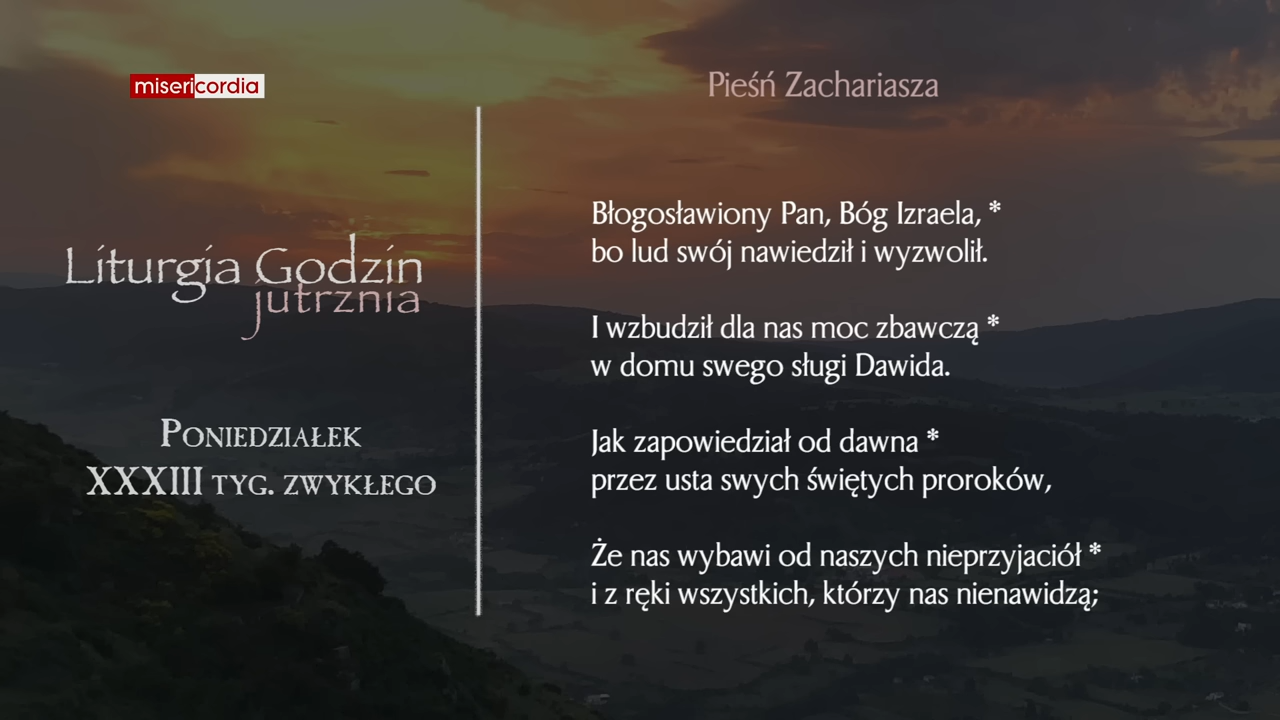 misericordia
Liturgia Godzin
jutrznia
Poniedziałek
XXXIII tyg. zwykłego
Pieśń Zachariasza
Błogosławiony Pan, Bóg Izraela, *
bo lud swój nawiedził i wyzwolił.
I wzbudził dla nas moc zbawczą *
w domu swego sługi Dawida.
Jak zapowiedział od dawna *
przez usta swych świętych proroków,
Że nas wybawi od naszych nieprzyjaciół *
i z ręki wszystkich, którzy nas nienawidzą;